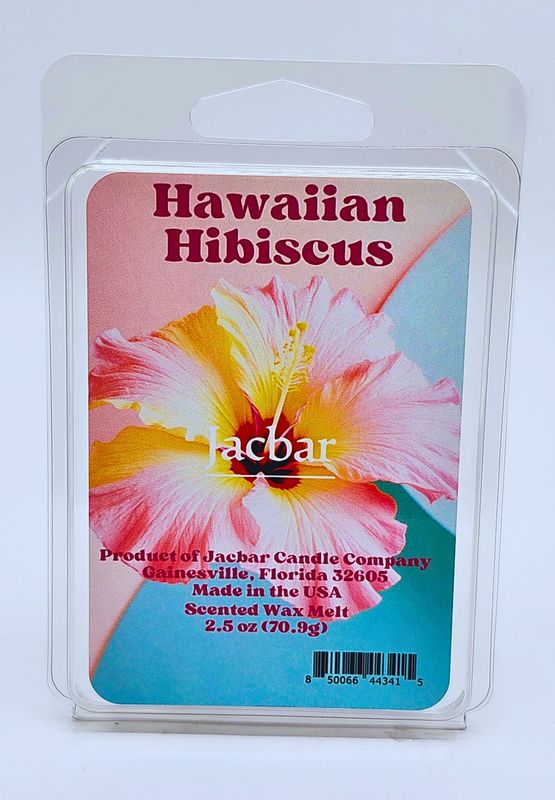 Hawaiian
Hibiscus
Jacbar
Product of Jacbar Candle Company
Gainesville, Florida 32605
Made in the USA
Scented Wax Melt
2.5 oz (70.9g)
8 50066 44341 5